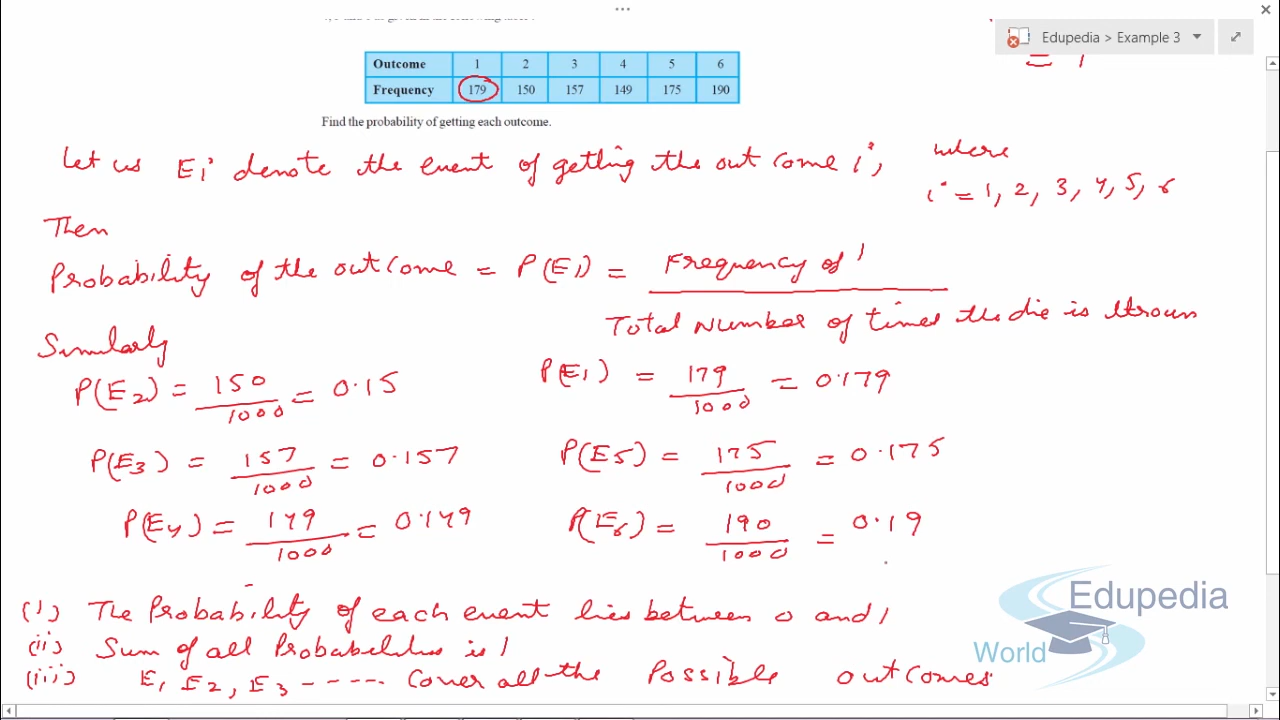 ...
Edupedia > Example 3
= 1
Outcome 1 2 3 4 5 6
Frequency 179 150 157 149 175 190
Find the probability of getting each outcome.
Let us Ei denote the event of getting the out come i, where
i = 1, 2, 3, 4, 5, 6
Then
Probability of the outcome = P(E1) = Frequency of 1
Total Number of times the die is thrown
Similarly
P(E2) = 150/1000 = 0.15
P(E1) = 179/1000 = 0.179
P(E3) = 157/1000 = 0.157
P(E5) = 175/1000 = 0.175
P(E4) = 149/1000 = 0.149
P(E6) = 190/1000 = 0.19
(i) The Probability of each event lies between 0 and 1
(ii) Sum of all Probabilities is 1
(iii) E1 E2, E3 ----- Cover all the Possible outcomes
Edupedia
World